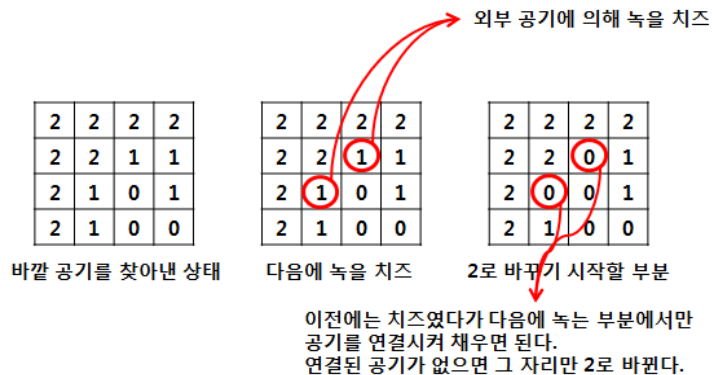 외부 공기에 의해 녹을 치즈
2 2 2 2
2 2 1 1
2 1 0 1
2 1 0 0
바깥 공기를 찾아낸 상태
2 2 2 2
2 2 1 1
2 1 0 1
2 1 0 0
다음에 녹을 치즈
2 2 2 2
2 2 0 1
2 0 0 1
2 1 0 0
2로 바꾸기 시작할 부분
이전에는 치즈였다가 다음에 녹는 부분에서만
공기를 연결시켜 채우면 된다.
연결된 공기가 없으면 그 자리만 2로 바뀐다.